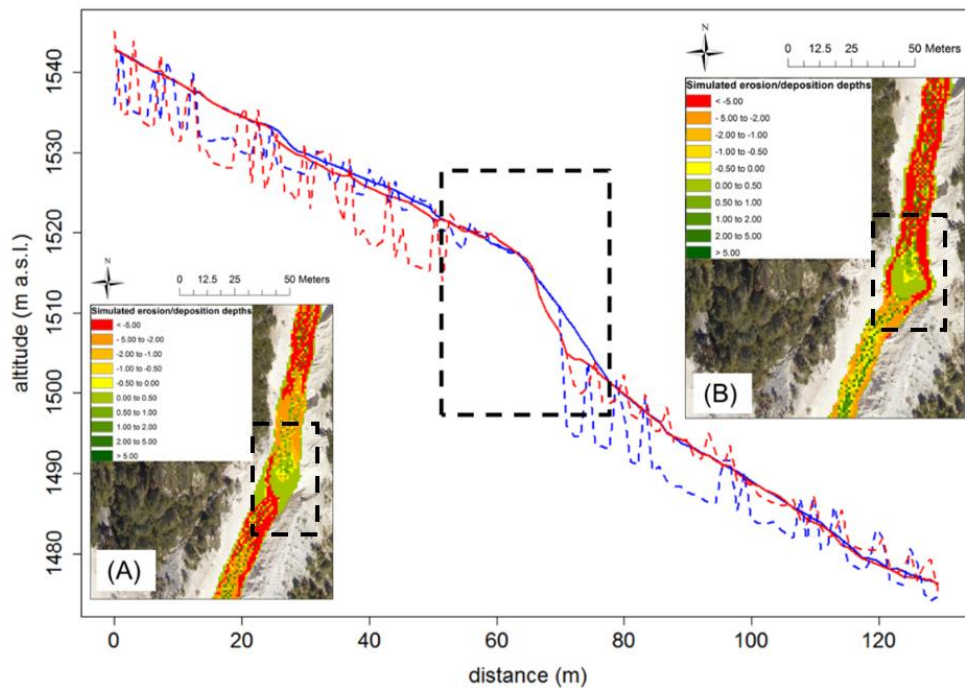 altitude (m a.s.l.)
1540
1530
1520
1510
1500
1490
1480
0
20
40
60
80
100
120
distance (m)
0 12.5 25 50 Meters
Simulated erosion/deposition depths
< -5.00
- 5.00 to -2.00
-2.00 to -1.00
-1.00 to -0.50
-0.50 to 0.00
0.00 to 0.50
0.50 to 1.00
1.00 to 2.00
2.00 to 5.00
> 5.00
(A)
0 12.5 25 50 Meters
Simulated erosion/deposition depths
< -5.00
- 5.00 to -2.00
-2.00 to -1.00
-1.00 to -0.50
-0.50 to 0.00
0.00 to 0.50
0.50 to 1.00
1.00 to 2.00
2.00 to 5.00
> 5.00
(B)